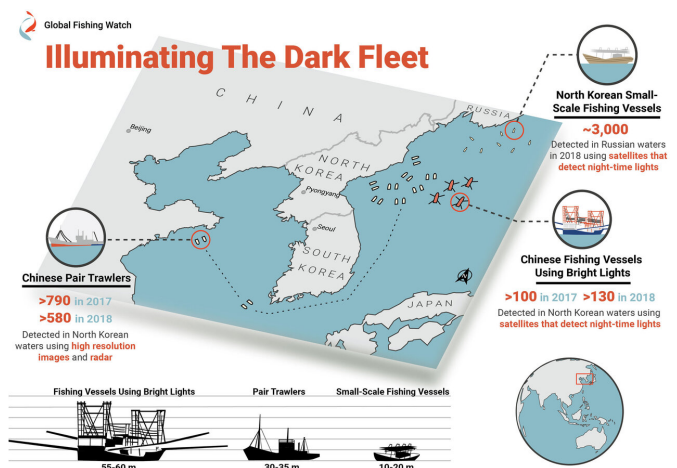 Global Fishing Watch
Illuminating The Dark Fleet
CHINA
RUSSIA
Beijing
NORTH
KOREA
Pyongyang
Seoul
SOUTH
KOREA
JAPAN
North Korean Small-
Scale Fishing Vessels
~3,000
Detected in Russian waters
in 2018 using satellites that
detect night-time lights
Chinese Fishing Vessels
Using Bright Lights
>100 in 2017 >130 in 2018
Detected in North Korean waters using
satellites that detect night-time lights
Chinese Pair Trawlers
>790 in 2017
>580 in 2018
Detected in North Korean
waters using high resolution
images and radar
Fishing Vessels Using Bright Lights
Pair Trawlers
Small-Scale Fishing Vessels
55-60 m
30-35 m
10-20 m